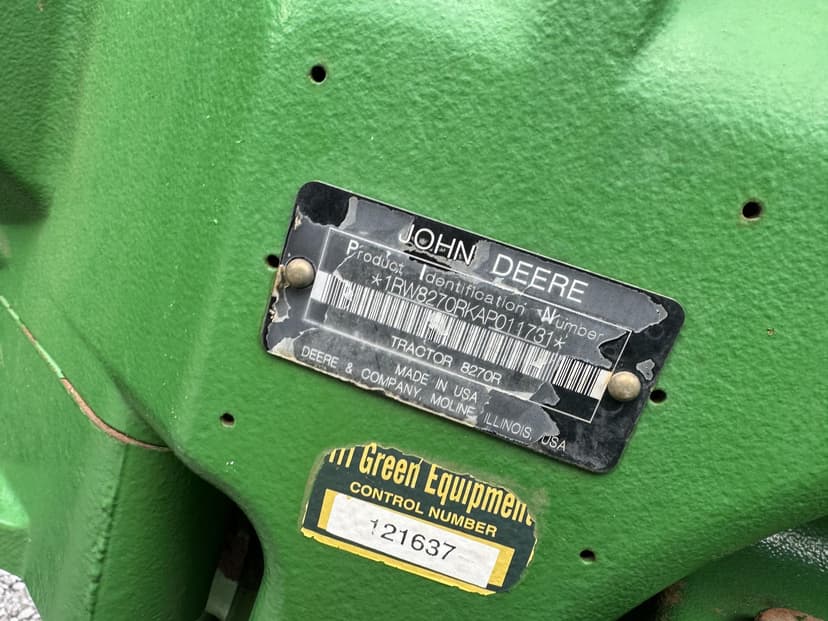 JOHN DEERE
Product Identification Number
*1RW8270RKAP011731*
TRACTOR 8270R
MADE IN USA
DEERE & COMPANY, MOLINE, ILLINOIS, USA
Green Equipment
CONTROL NUMBER
121637